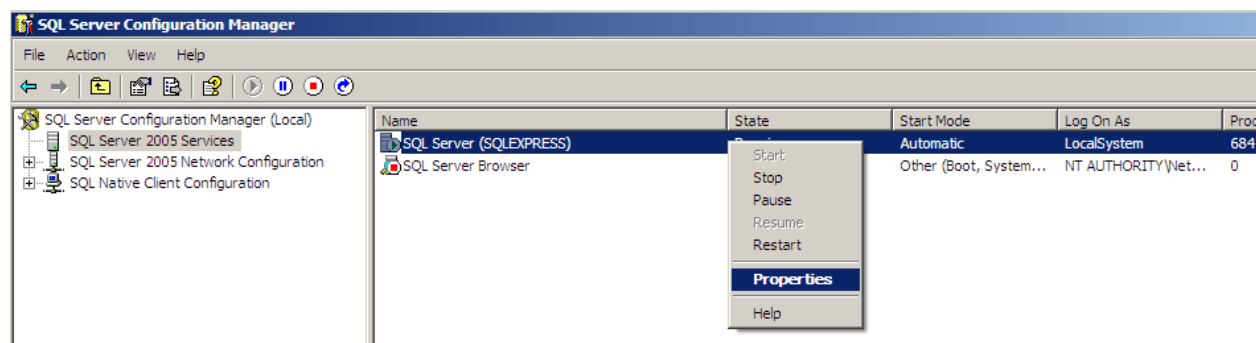 SQL Server Configuration Manager
File Action View Help
SQL Server Configuration Manager (Local)
SQL Server 2005 Services
SQL Server 2005 Network Configuration
SQL Native Client Configuration
Name State Start Mode Log On As
SQL Server (SQLEXPRESS) Automatic LocalSystem 684
SQL Server Browser Other (Boot, System... NT AUTHORITY\Net... 0
Start
Stop
Pause
Resume
Restart
Properties
Help